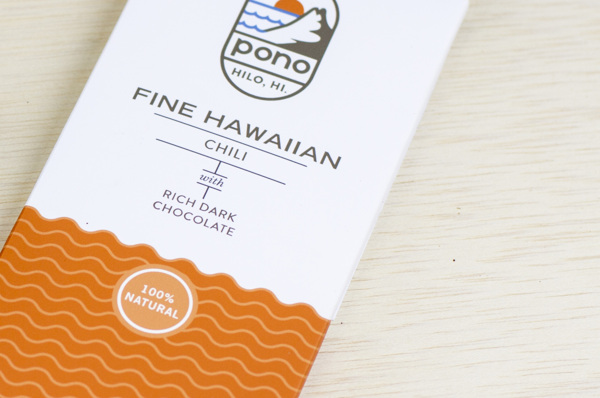 pono
HILO, HI.
FINE HAWAIIAN
CHILI
with
RICH DARK
CHOCOLATE
100%
NATURAL